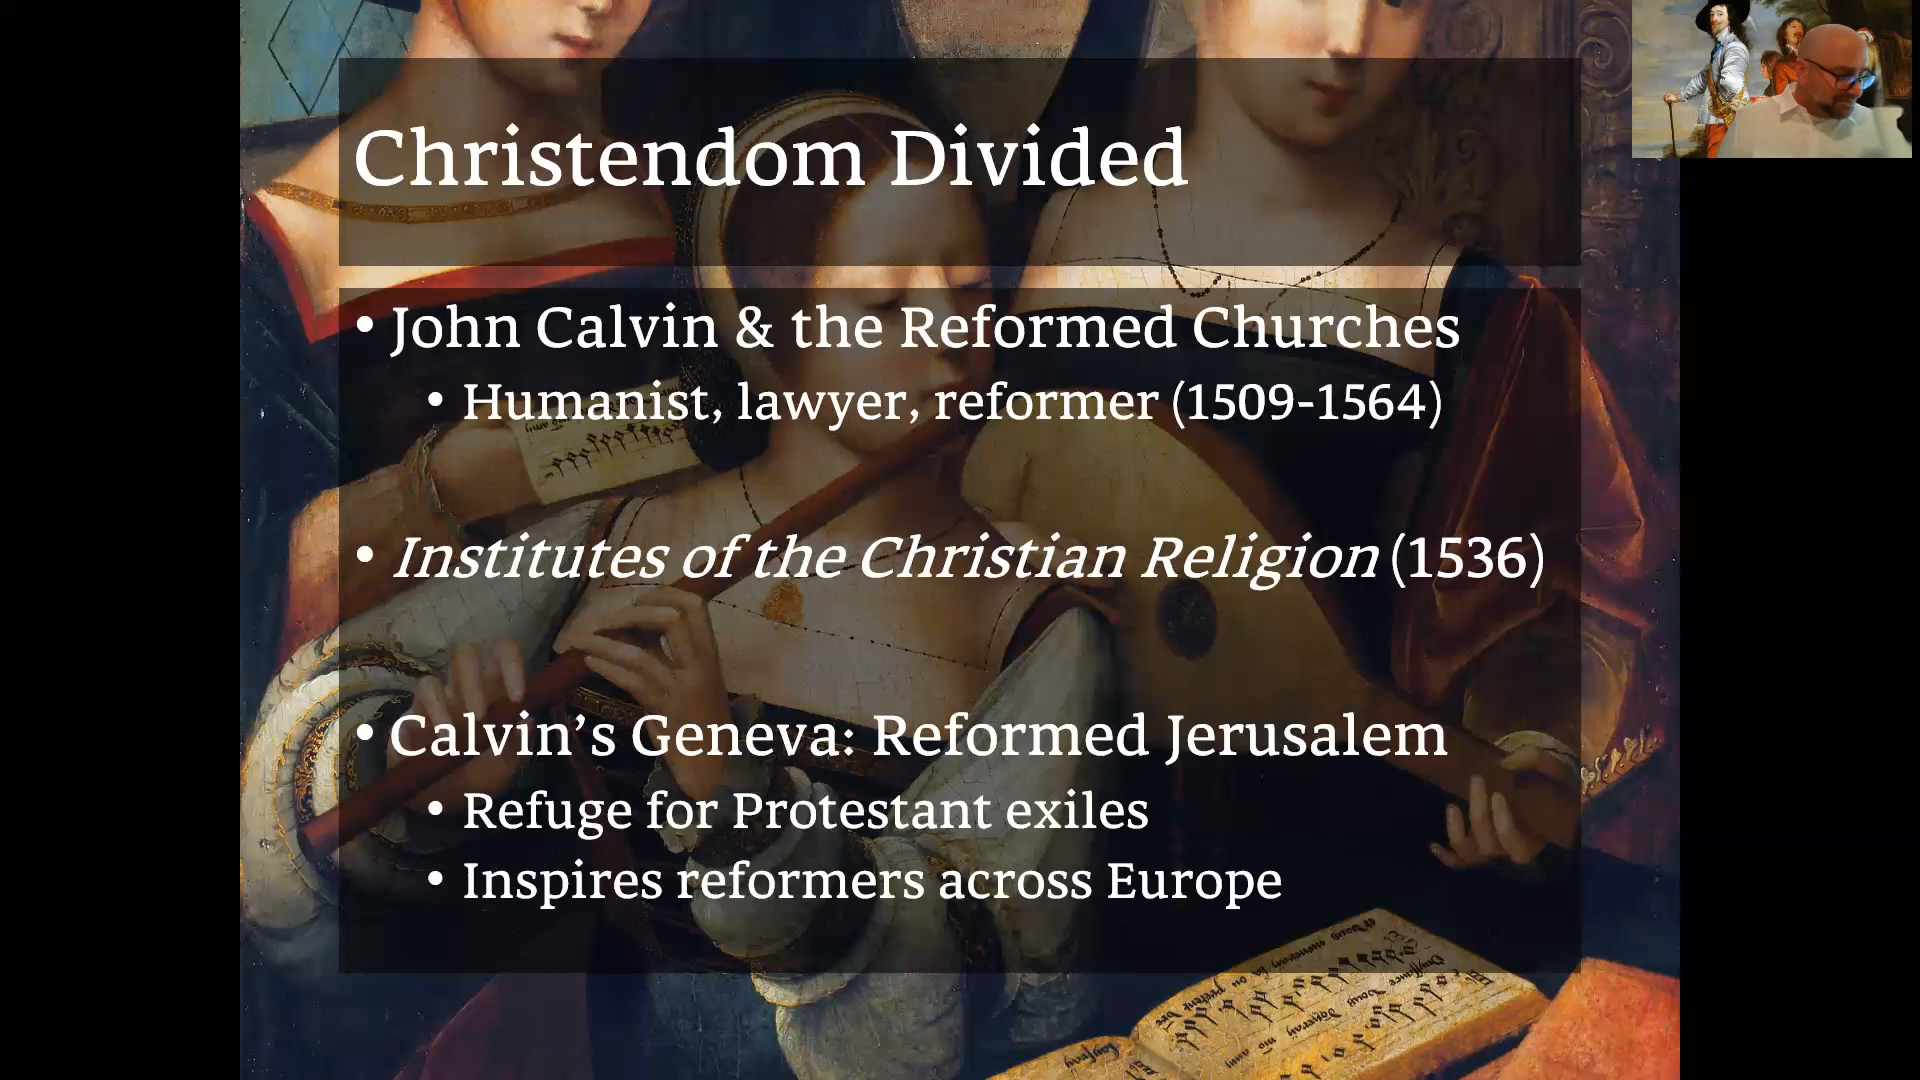 Christendom Divided
• John Calvin & the Reformed Churches
• Humanist, lawyer, reformer (1509-1564)
• Institutes of the Christian Religion (1536)
• Calvin’s Geneva: Reformed Jerusalem
• Refuge for Protestant exiles
• Inspires reformers across Europe